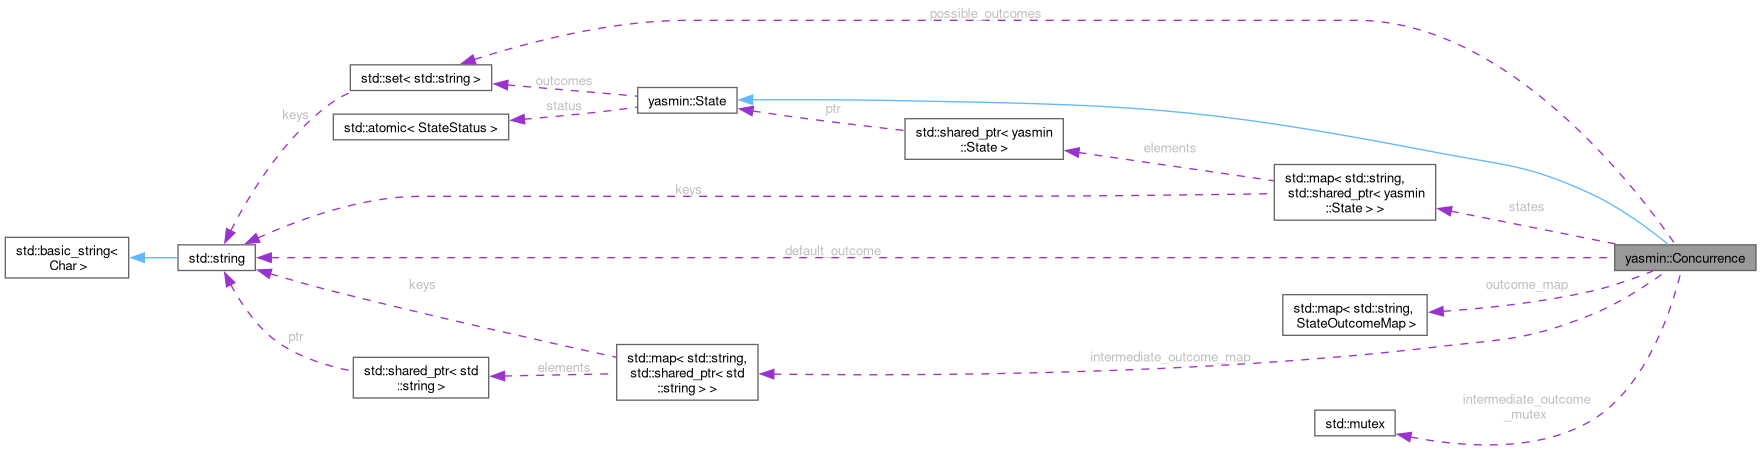 possible_outcomes
std::set< std::string >
outcomes
yasmin::State
status
ptr
keys
std::atomic< StateStatus >
std::shared_ptr< yasmin
::State >
elements
std::map< std::string,
std::shared_ptr< yasmin
::State > >
keys
states
std::basic_string<
Char >
std::string
default_outcome
yasmin::Concurrence
keys
outcome_map
std::map< std::string,
StateOutcomeMap >
ptr
std::shared_ptr< std
::string >
elements
std::map< std::string,
std::shared_ptr< std
::string > >
intermediate_outcome_map
intermediate_outcome
_mutex
std::mutex